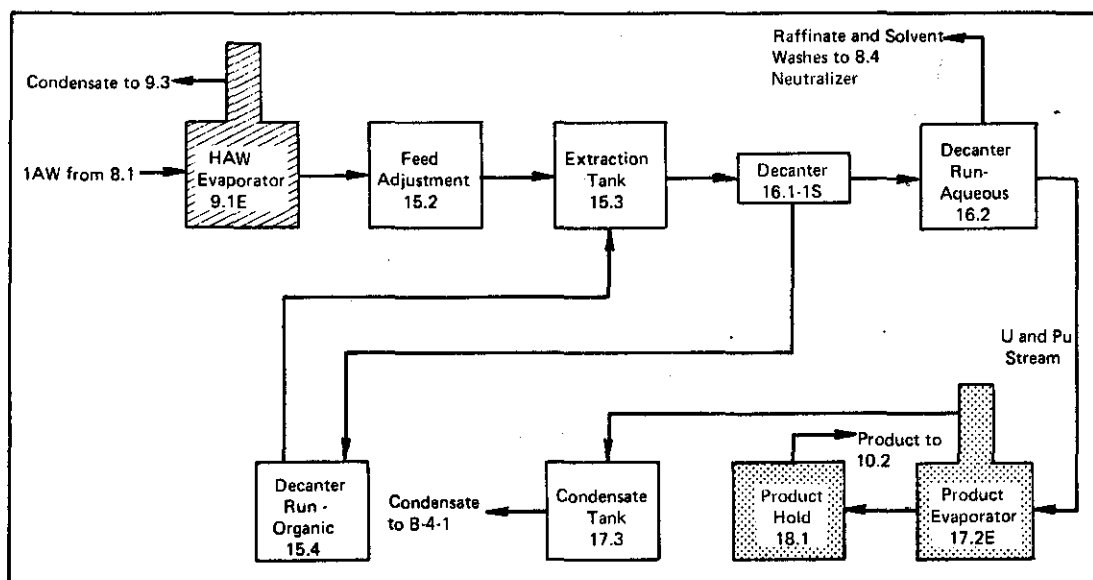 Raffinate and Solvent
Washes to 8.4
Neutralizer
Condensate to 9.3
1AW from 8.1
HAW
Evaporator
9.1E
Feed
Adjustment
15.2
Extraction
Tank
15.3
Decanter
16.1-1S
Decanter
Run-
Aqueous
16.2
U and Pu
Stream
Decanter
Run -
Organic
15.4
Condensate
to B-4-1
Condensate
Tank
17.3
Product to
10.2
Product
Hold
18.1
Product
Evaporator
17.2E